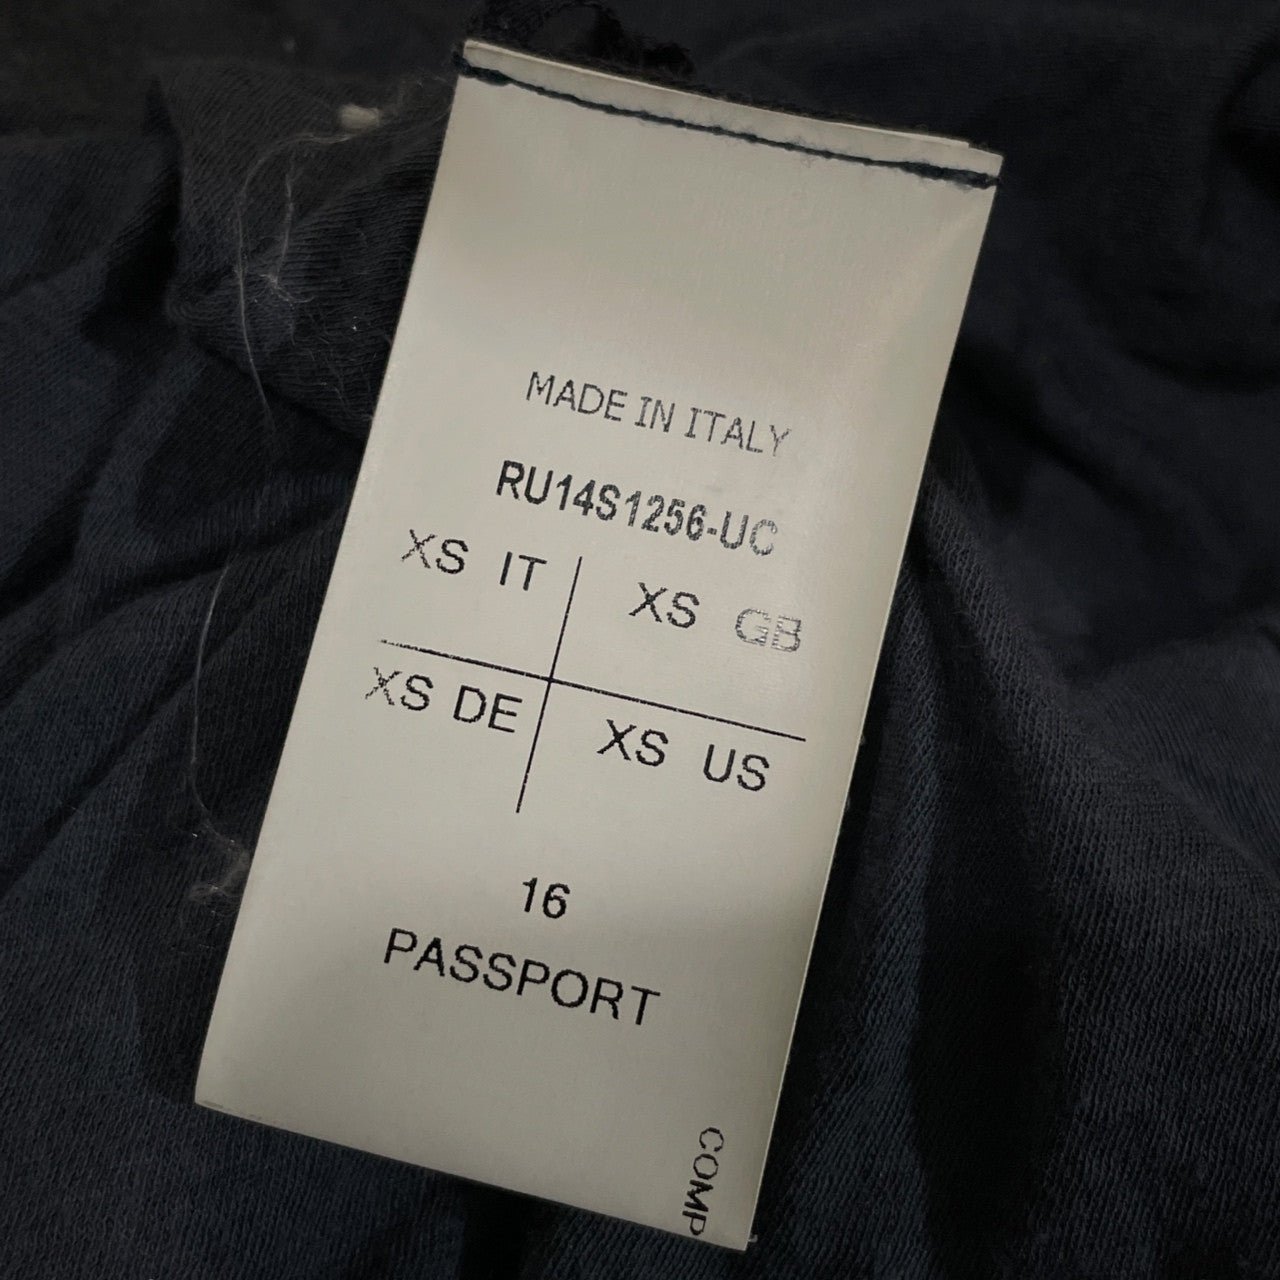 MADE IN ITALY
RU14S1256-UC
XS IT XS GB
XS DE XS US
16
PASSPORT
COMP